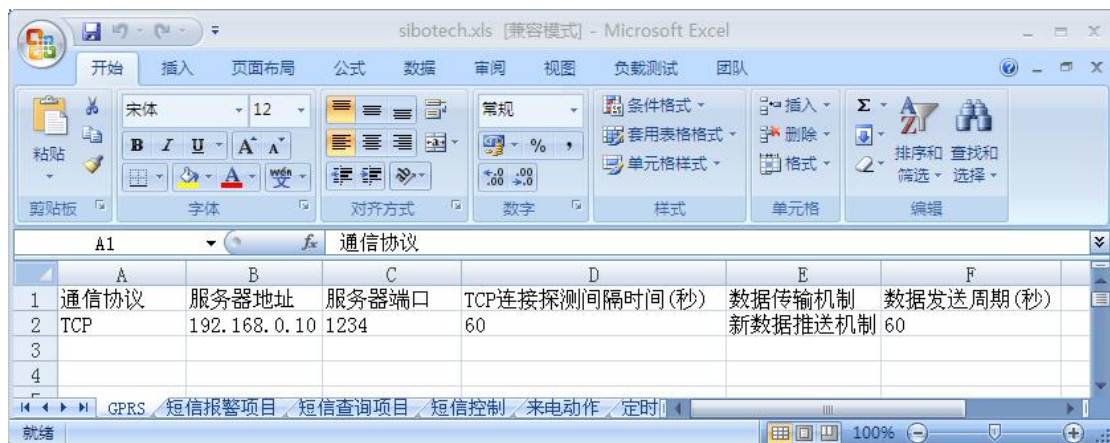 sibotech.xls [兼容模式] - Microsoft Excel
开始 插入 页面布局 公式 数据 审阅 视图 负载测试 团队
粘贴
宋体 12
B I U A A
A wén 变
常规
% ,
.0 .00 .00 .0
条件格式
套用表格格式
单元格样式
插入
删除
格式
Σ
排序和筛选
查找和选择
剪贴板 字体 对齐方式 数字 样式 单元格 编辑
A1 fx 通信协议
A B C D E F
1 通信协议 服务器地址 服务器端口 TCP连接探测间隔时间(秒) 数据传输机制 数据发送周期(秒)
2 TCP 192.168.0.10 1234 60 新数据推送机制 60
3
4
GPRS 短信报警项目 短信查询项目 短信控制 来电动作 定时
就绪 100%